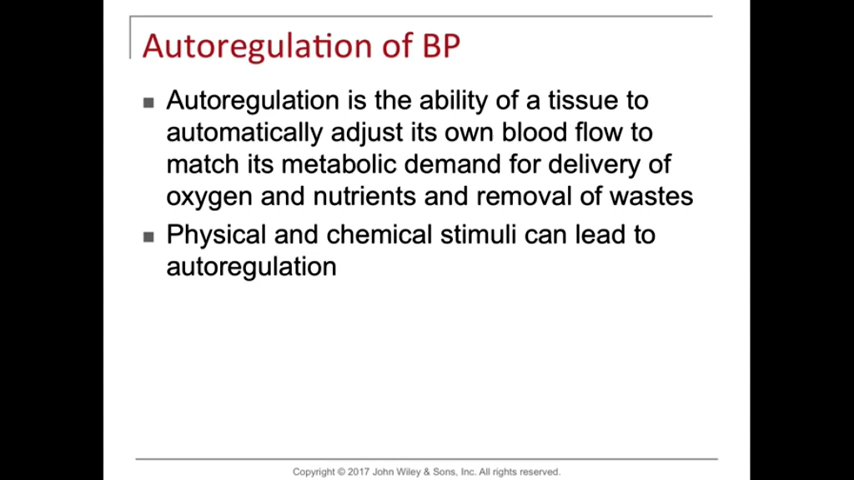 Autoregulation of BP
■ Autoregulation is the ability of a tissue to
automatically adjust its own blood flow to
match its metabolic demand for delivery of
oxygen and nutrients and removal of wastes
■ Physical and chemical stimuli can lead to
autoregulation
Copyright © 2017 John Wiley & Sons, Inc. All rights reserved.